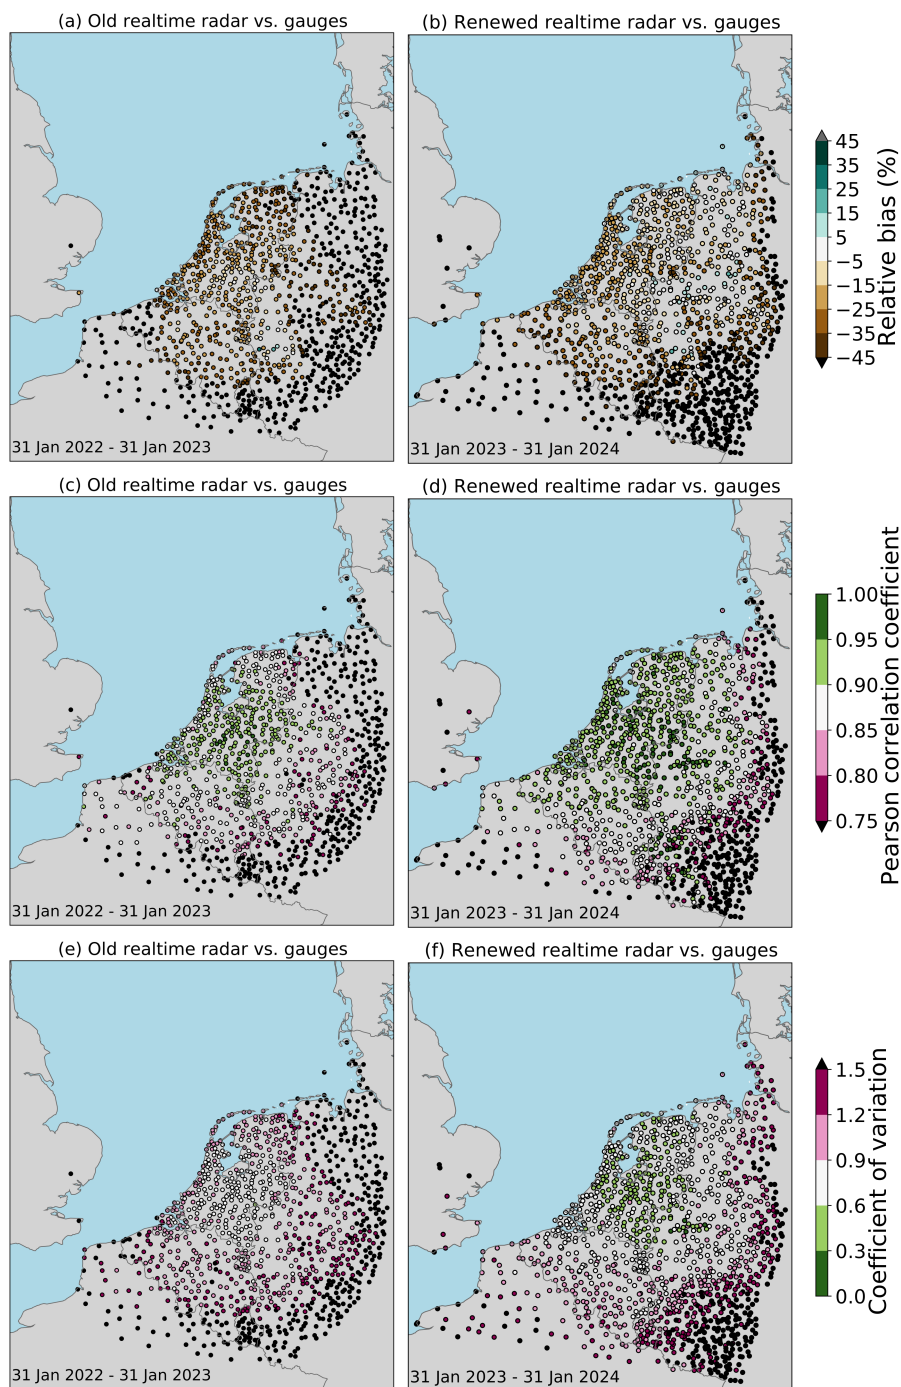 (a) Old realtime radar vs. gauges
(b) Renewed realtime radar vs. gauges
31 Jan 2022 - 31 Jan 2023
31 Jan 2023 - 31 Jan 2024
45
35
25
15
5
−5
−15
−25
−35
−45
Relative bias (%)
(c) Old realtime radar vs. gauges
(d) Renewed realtime radar vs. gauges
31 Jan 2022 - 31 Jan 2023
31 Jan 2023 - 31 Jan 2024
1.00
0.95
0.90
0.85
0.80
0.75
Pearson correlation coefficient
(e) Old realtime radar vs. gauges
(f) Renewed realtime radar vs. gauges
31 Jan 2022 - 31 Jan 2023
31 Jan 2023 - 31 Jan 2024
1.5
1.2
0.9
0.6
0.3
0.0
Coefficient of variation